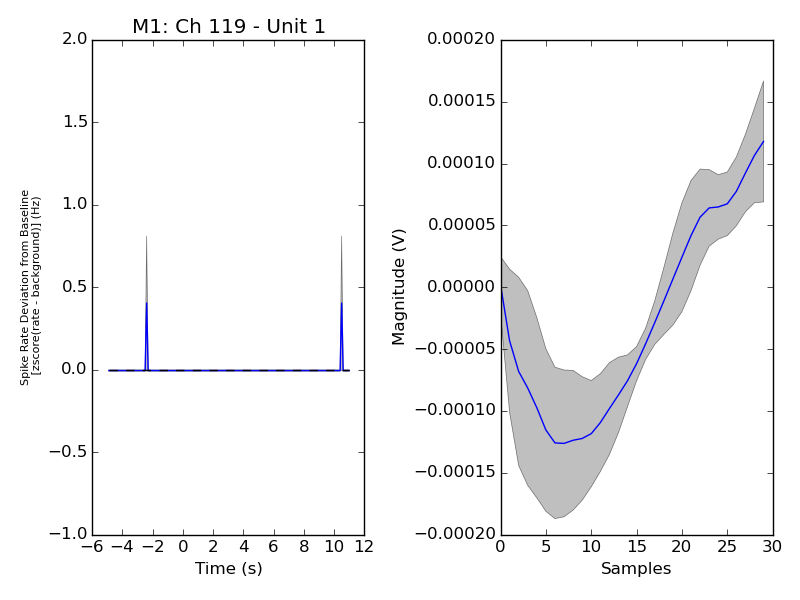 M1: Ch 119 - Unit 1
Spike Rate Deviation from Baseline
[zscore(rate - background)] (Hz)
2.0
1.5
1.0
0.5
0.0
−0.5
−1.0
−6 −4 −2 0 2 4 6 8 10 12
Time (s)
Magnitude (V)
0.00020
0.00015
0.00010
0.00005
0.00000
−0.00005
−0.00010
−0.00015
−0.00020
0 5 10 15 20 25 30
Samples